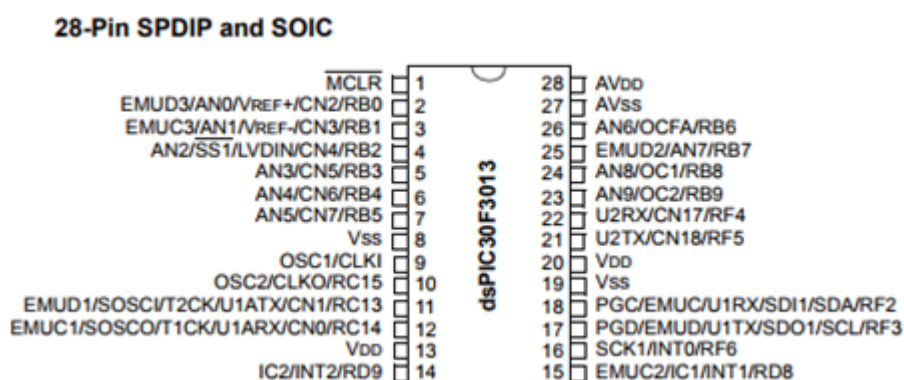 28-Pin SPDIP and SOIC
MCLR 1 28 AVDD
EMUD3/AN0/VREF+/CN2/RB0 2 27 AVSS
EMUC3/AN1/VREF-/CN3/RB1 3 26 AN6/OCFA/RB6
AN2/SS1/LVDIN/CN4/RB2 4 25 EMUD2/AN7/RB7
AN3/CN5/RB3 5 24 AN8/OC1/RB8
AN4/CN6/RB4 6 23 AN9/OC2/RB9
AN5/CN7/RB5 7 22 U2RX/CN17/RF4
VSS 8 21 U2TX/CN18/RF5
OSC1/CLKI 9 20 VDD
OSC2/CLKO/RC15 10 19 VSS
EMUD1/SOSCI/T2CK/U1ATX/CN1/RC13 11 18 PGC/EMUC/U1RX/SDI1/SDA/RF2
EMUC1/SOSCO/T1CK/U1ARX/CN0/RC14 12 17 PGD/EMUD/U1TX/SDO1/SCL/RF3
VDD 13 16 SCK1/INT0/RF6
IC2/INT2/RD9 14 15 EMUC2/IC1/INT1/RD8
dsPIC30F3013